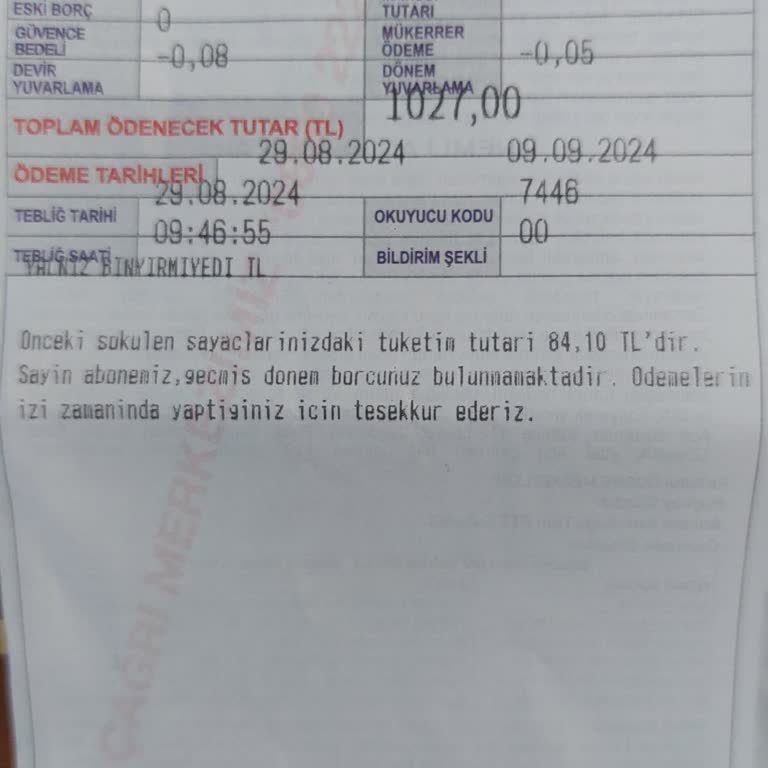 ESKİ BORÇ 0 TUTARI
GÜVENCE BEDELİ -0,08 MÜKERRER ÖDEME -0,05
DEVİR YUVARLAMA DÖNEM YUVARLAMA
1027,00
TOPLAM ÖDENECEK TUTAR (TL)
29.08.2024 09.09.2024
ÖDEME TARİHLERİ
29.08.2024 7446
TEBLİĞ TARİHİ OKUYUCU KODU
09:46:55 00
TEBLİĞ SAATİ BİLDİRİM ŞEKLİ
YALNIZ BINYIRMIYEDI TL
Onceki sokulen sayaclarinizdaki tuketim tutari 84,10 TL'dir.
Sayin abonemiz,gecmis donem borcunuz bulunmamaktadir. Odemelerin
izi zamaninda yaptiginiz icin tesekkur ederiz.
ÇAĞRI MERKEZİMİZ